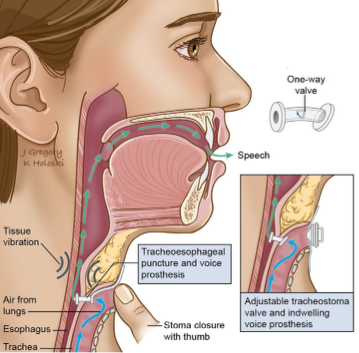 One-way
valve
J Gregory
K Holoski
Speech
Tissue
vibration
Tracheoesophageal
puncture and voice
prosthesis
Air from
lungs
Esophagus
Trachea
Stoma closure
with thumb
Adjustable tracheostoma
valve and indwelling
voice prosthesis